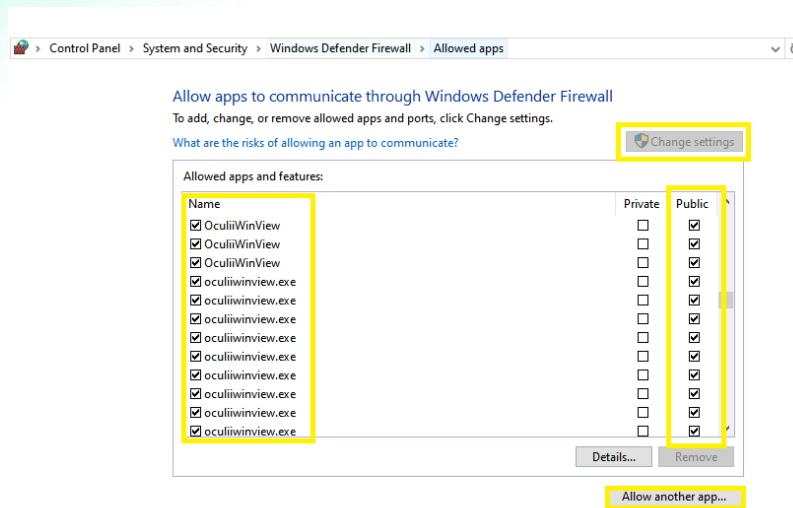 Control Panel > System and Security > Windows Defender Firewall > Allowed apps
Allow apps to communicate through Windows Defender Firewall
To add, change, or remove allowed apps and ports, click Change settings.
What are the risks of allowing an app to communicate? Change settings
Allowed apps and features:
Name Private Public
OculiiWinView
OculiiWinView
OculiiWinView
oculiiwinview.exe
oculiiwinview.exe
oculiiwinview.exe
oculiiwinview.exe
oculiiwinview.exe
oculiiwinview.exe
oculiiwinview.exe
oculiiwinview.exe
oculiiwinview.exe
Details... Remove
Allow another app...